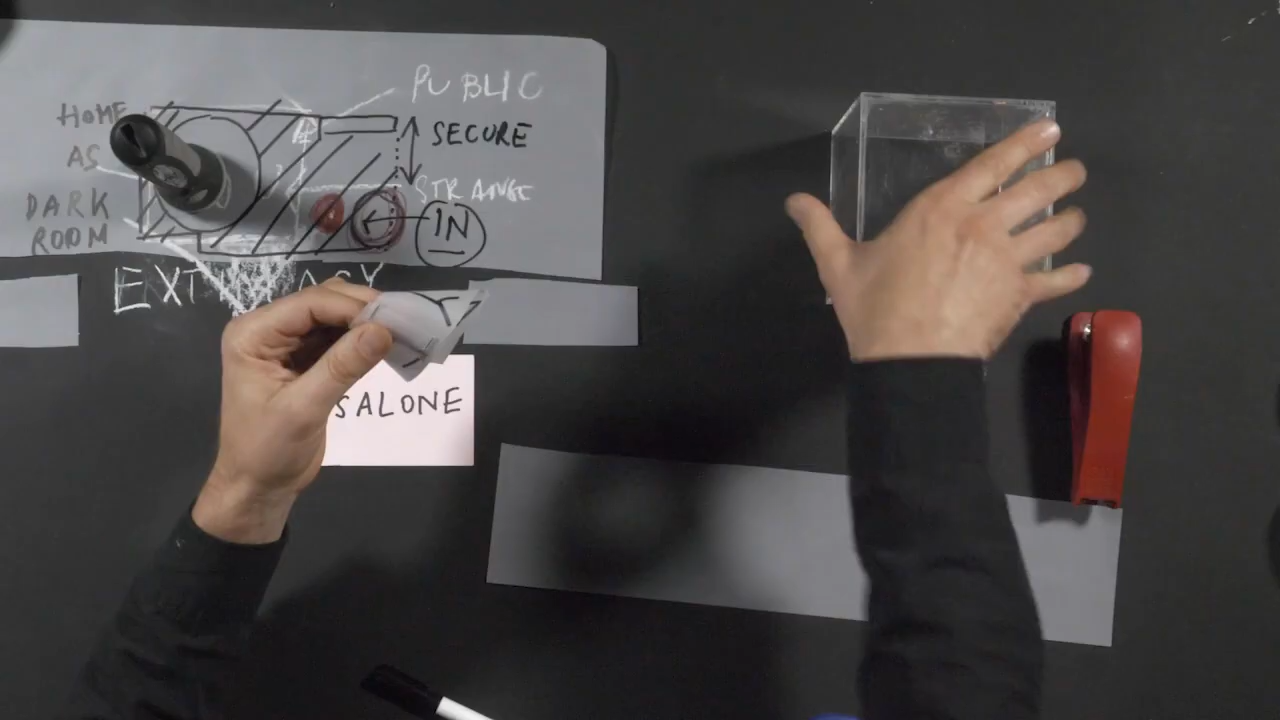 PUBLIC
HOME
SECURE
AS
STRANGE
DARK
IN
ROOM
SALONE